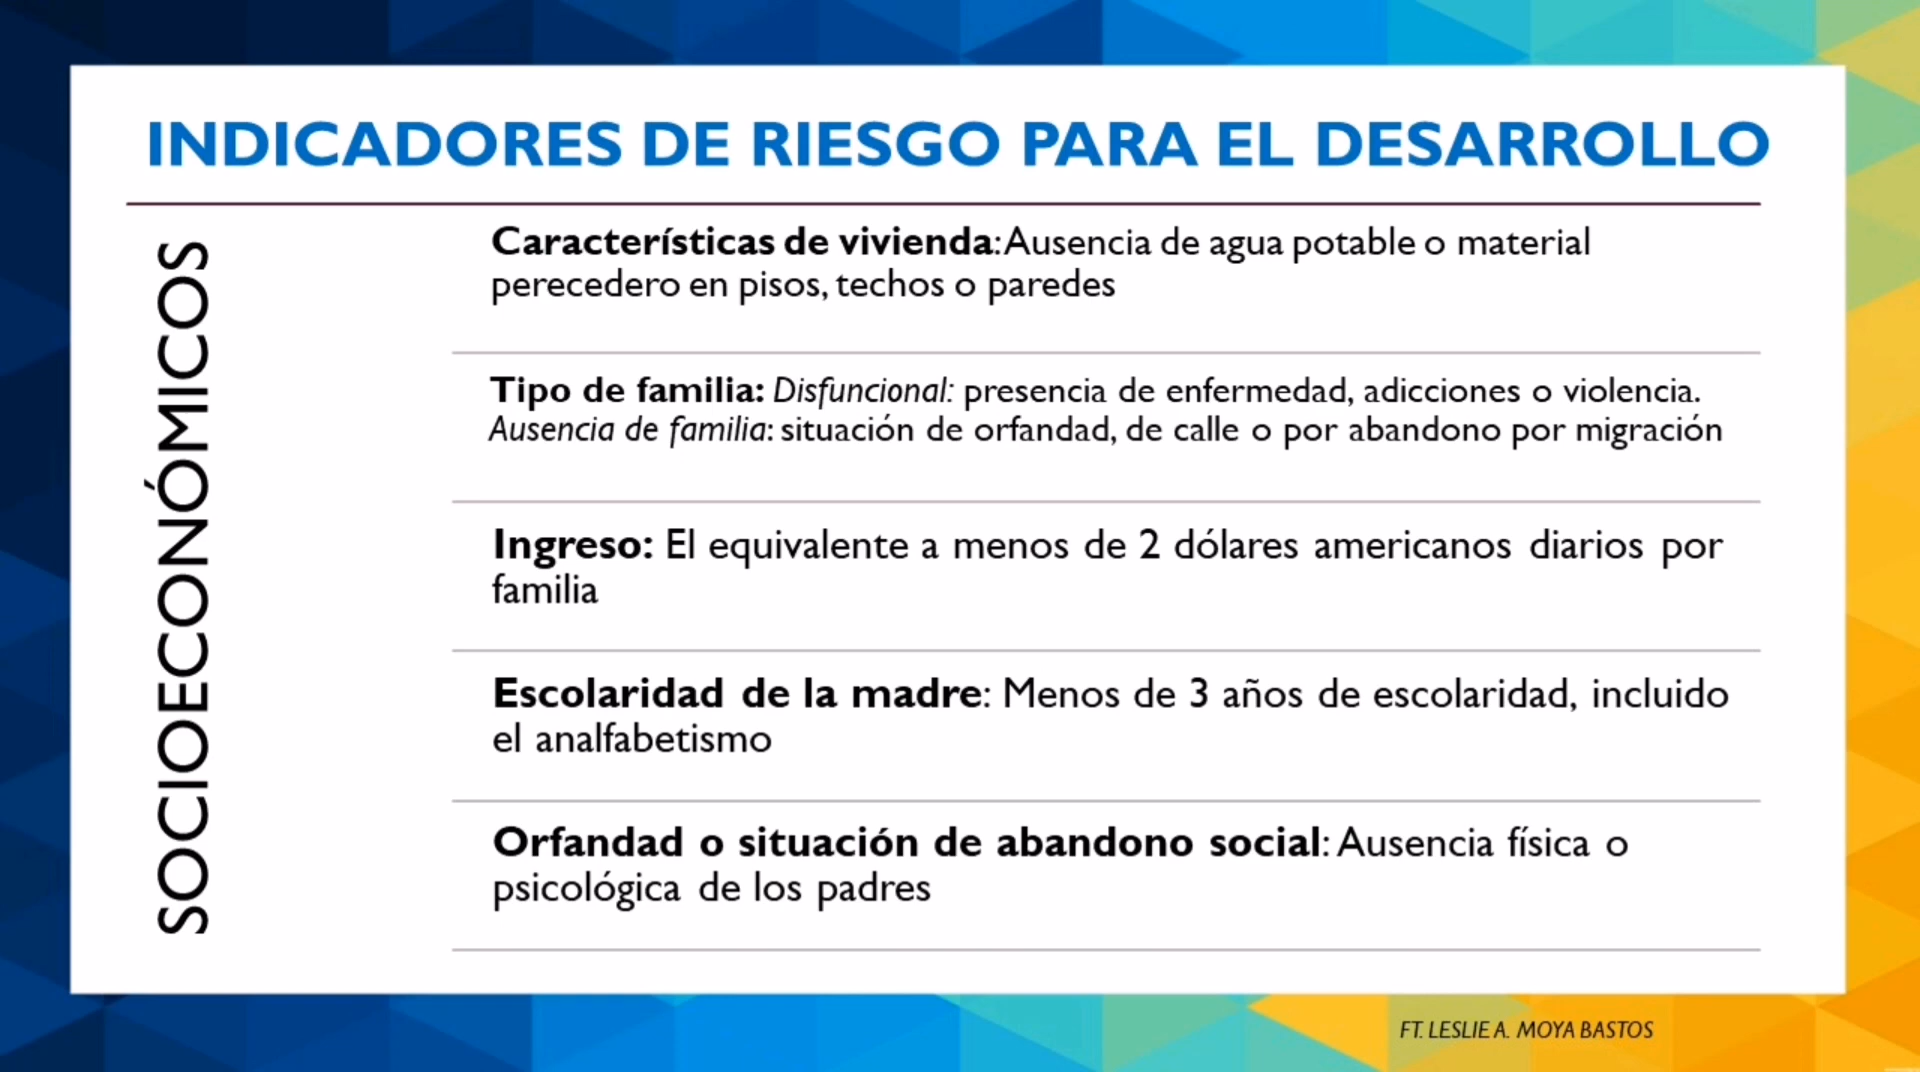 INDICADORES DE RIESGO PARA EL DESARROLLO
SOCIOECONÓMICOS
Características de vivienda: Ausencia de agua potable o material
perecedero en pisos, techos o paredes
Tipo de familia: Disfuncional: presencia de enfermedad, adicciones o violencia.
Ausencia de familia: situación de orfandad, de calle o por abandono por migración
Ingreso: El equivalente a menos de 2 dólares americanos diarios por
familia
Escolaridad de la madre: Menos de 3 años de escolaridad, incluido
el analfabetismo
Orfandad o situación de abandono social: Ausencia física o
psicológica de los padres
FT. LESLIE A. MOYA BASTOS